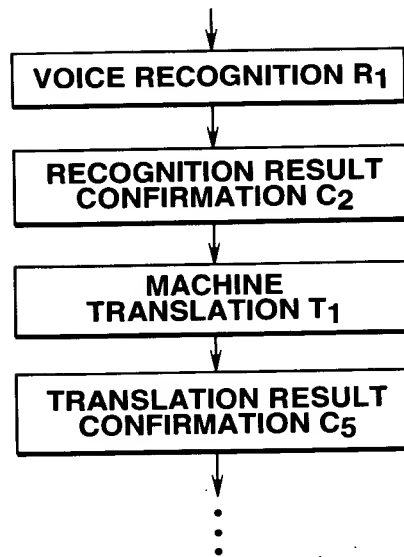 VOICE RECOGNITION R1
RECOGNITION RESULT
CONFIRMATION C2
MACHINE
TRANSLATION T1
TRANSLATION RESULT
CONFIRMATION C5